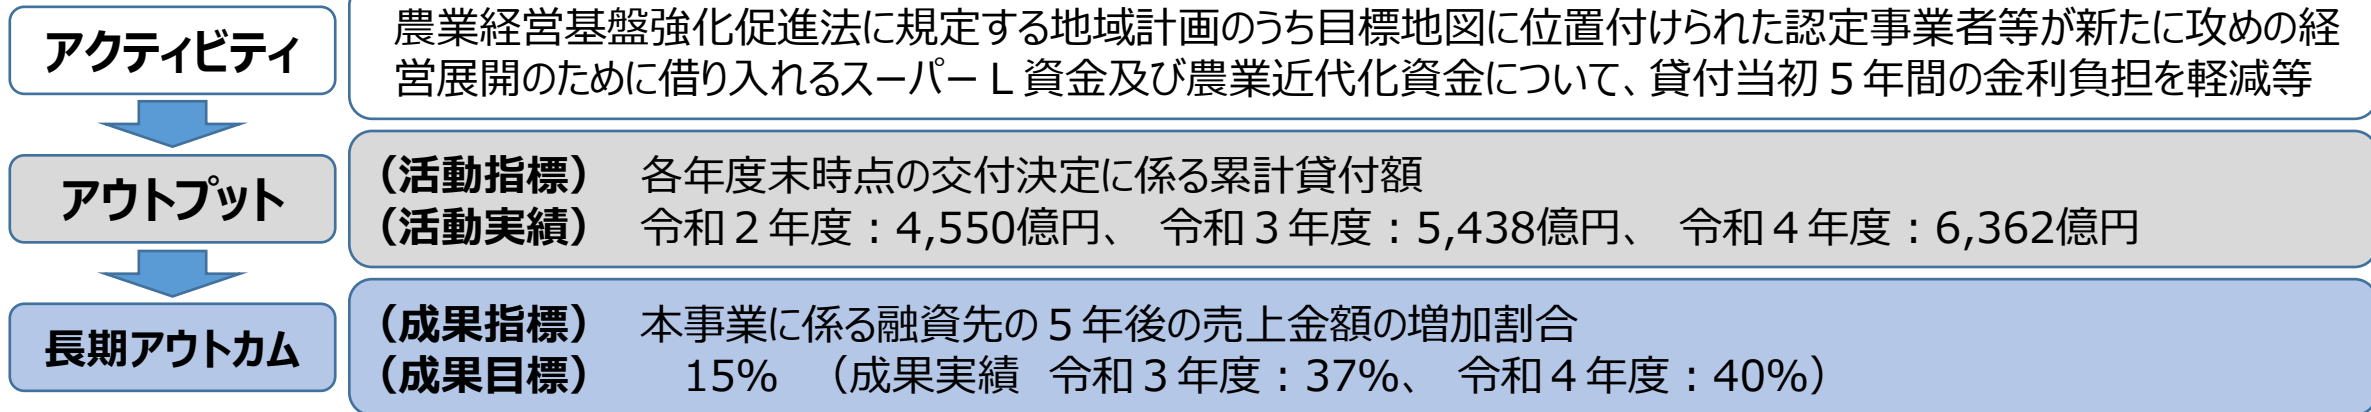 アクティビティ
農業経営基盤強化促進法に規定する地域計画のうち目標地図に位置付けられた認定事業者等が新たに攻めの経
営展開のために借り入れるスーパーL資金及び農業近代化資金について、貸付当初5年間の金利負担を軽減等
アウトプット
（活動指標） 各年度末時点の交付決定に係る累計貸付額
（活動実績） 令和2年度：4,550億円、 令和3年度：5,438億円、 令和4年度：6,362億円
長期アウトカム
（成果指標） 本事業に係る融資先の5年後の売上金額の増加割合
（成果目標） 15% （成果実績 令和3年度：37%、 令和4年度：40%）